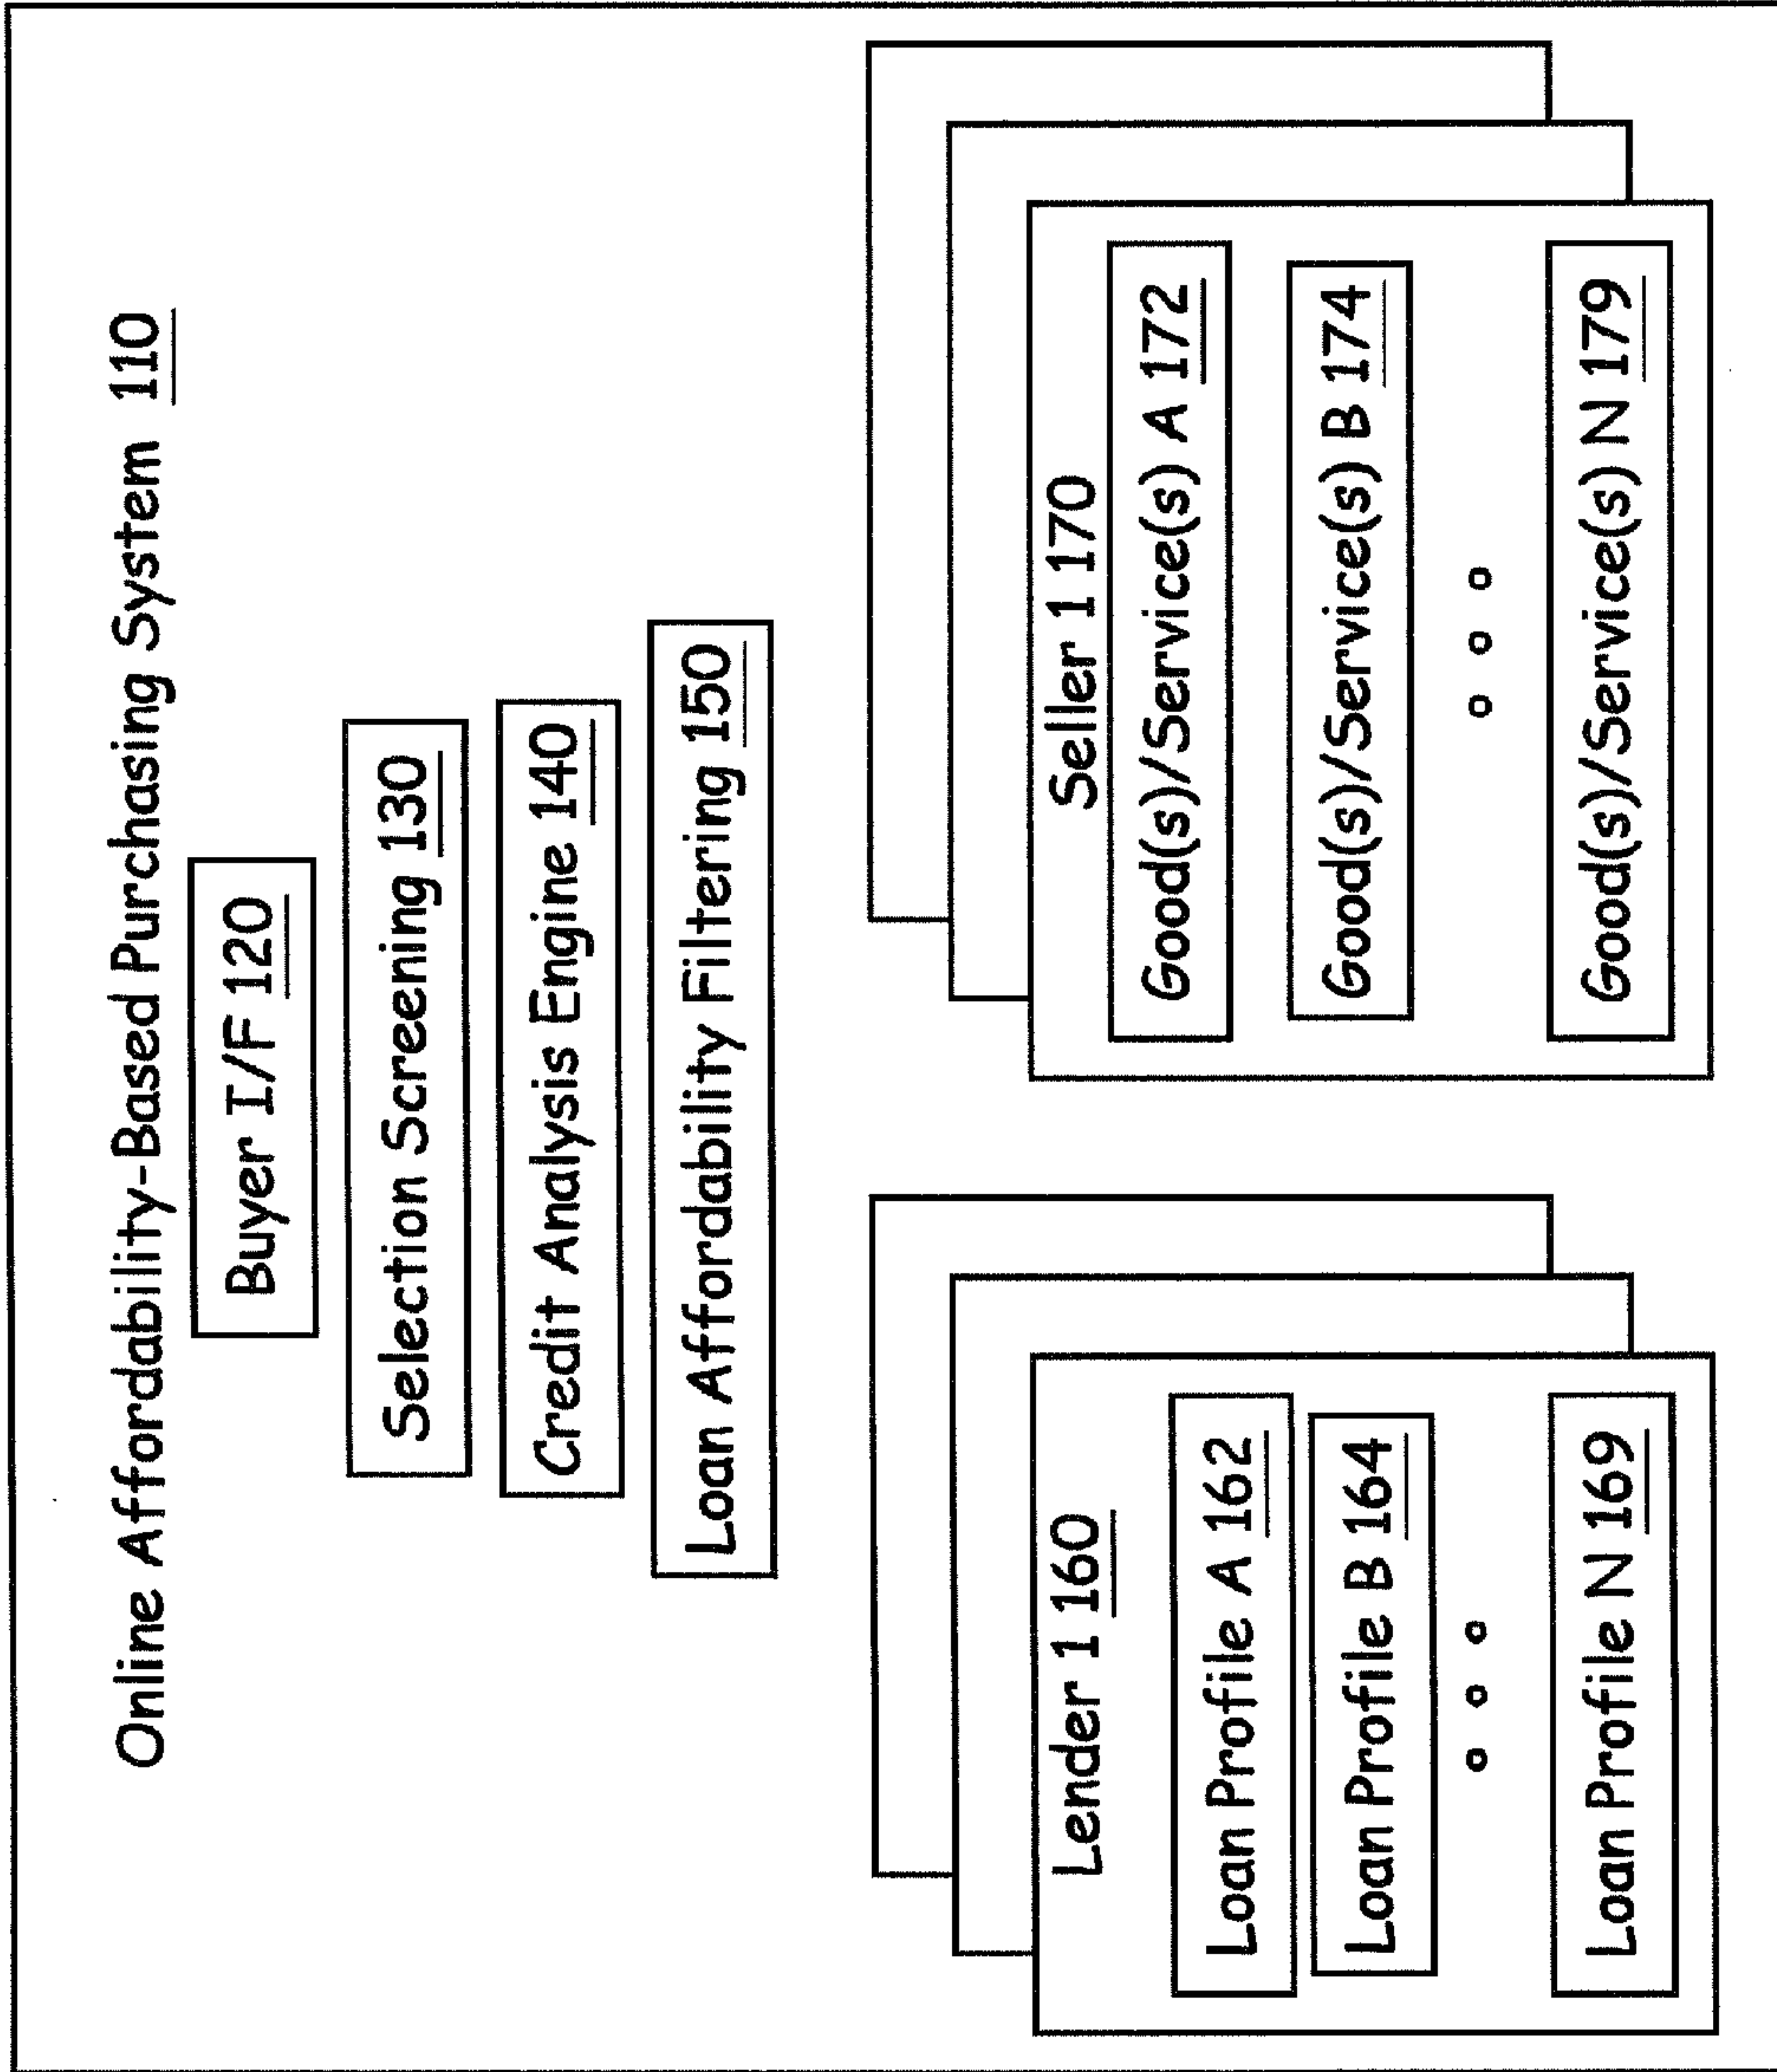 Online Affordability-Based Purchasing System 110
Buyer I/F 120
Selection Screening 130
Credit Analysis Engine 140
Loan Affordability Filtering 150
Lender 1 160
Loan Profile A 162
Loan Profile B 164
Loan Profile N 169
Seller 1 170
Good(s)/Service(s) A 172
Good(s)/Service(s) B 174
Good(s)/Service(s) N 179